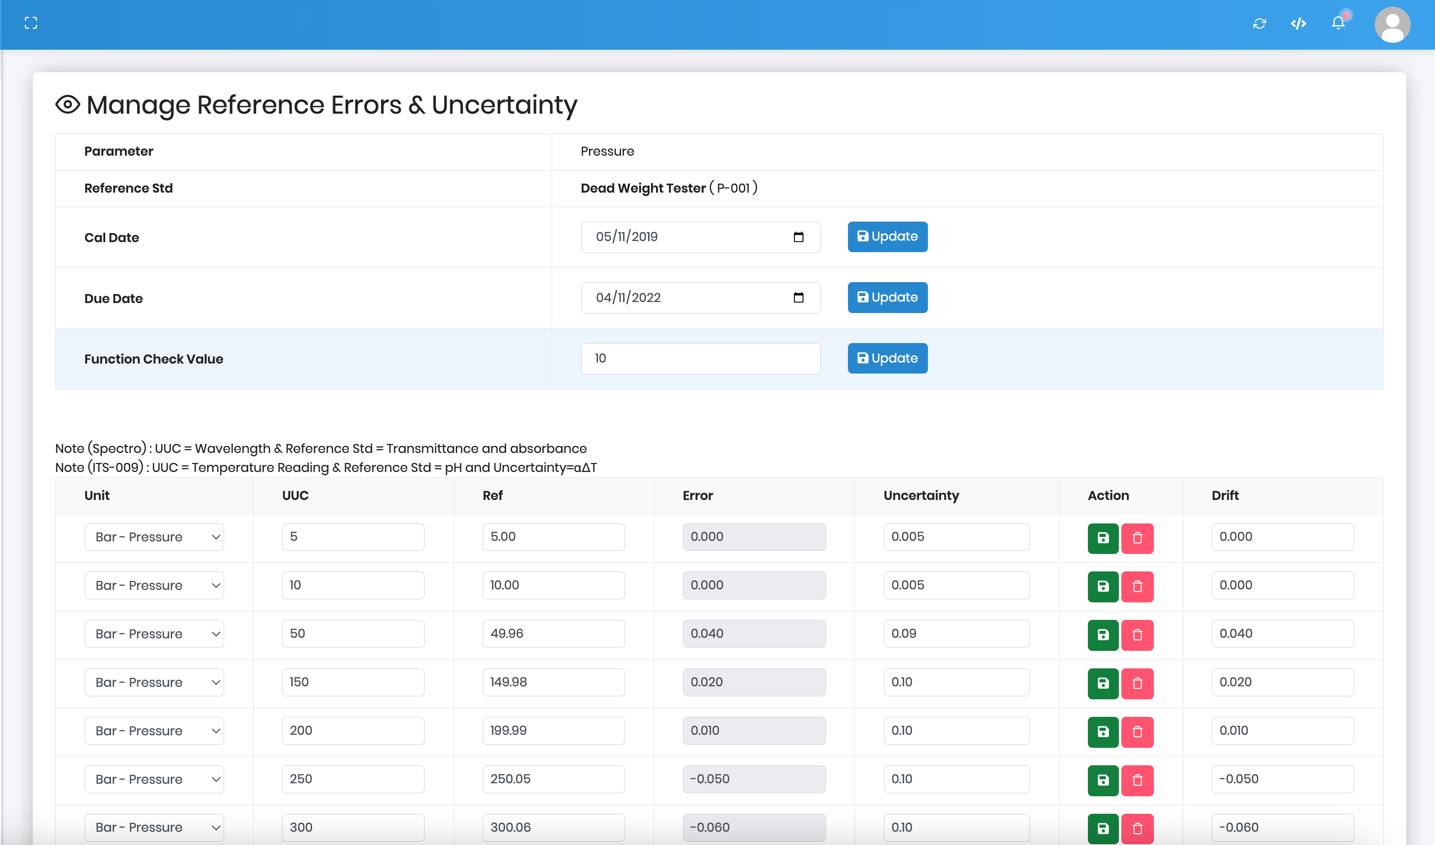 Manage Reference Errors & Uncertainty
Parameter Pressure
Reference Std Dead Weight Tester ( P-001 )
Cal Date 05/11/2019 Update
Due Date 04/11/2022 Update
Function Check Value 10 Update
Note (Spectro) : UUC = Wavelength & Reference Std = Transmittance and absorbance
Note (ITS-009) : UUC = Temperature Reading & Reference Std = pH and Uncertainty=αΔT
Unit UUC Ref Error Uncertainty Action Drift
Bar - Pressure 5 5.00 0.000 0.005 0.000
Bar - Pressure 10 10.00 0.000 0.005 0.000
Bar - Pressure 50 49.96 0.040 0.09 0.040
Bar - Pressure 150 149.98 0.020 0.10 0.020
Bar - Pressure 200 199.99 0.010 0.10 0.010
Bar - Pressure 250 250.05 -0.050 0.10 -0.050
Bar - Pressure 300 300.06 -0.060 0.10 -0.060